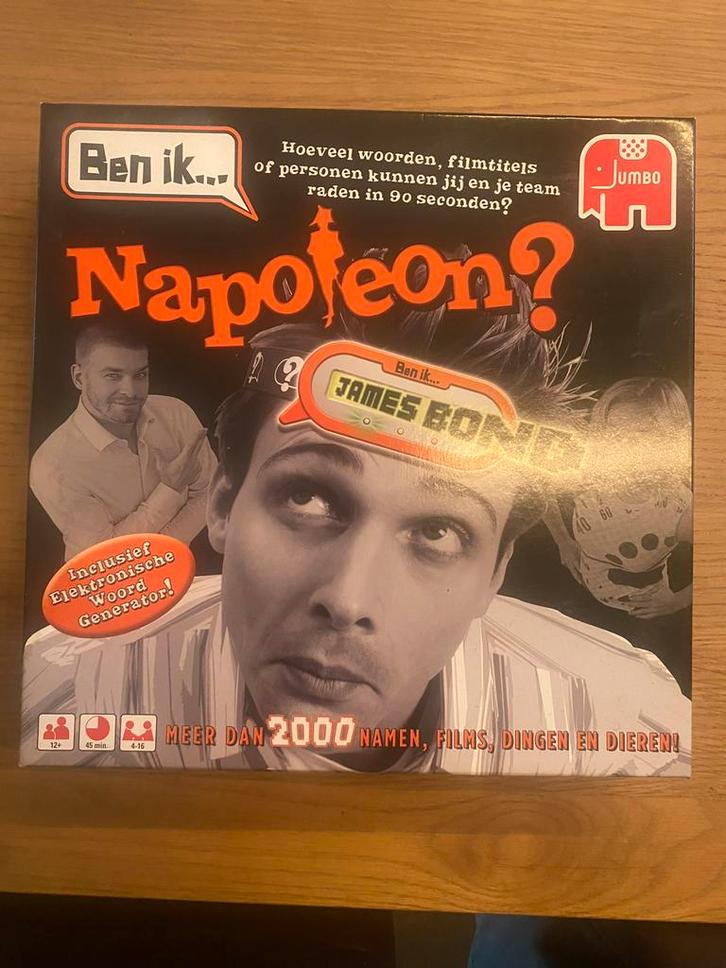 Ben ik...
Hoeveel woorden, filmtitels
of personen kunnen jij en je team
raden in 90 seconden?
JUMBO
Napoleon?
?
Ben ik...
JAMES BOND
Inclusief
Elektronische
Woord
Generator!
40 60
12+
45 min.
4-16
MEER DAN 2000 NAMEN, FILMS, DINGEN EN DIEREN!